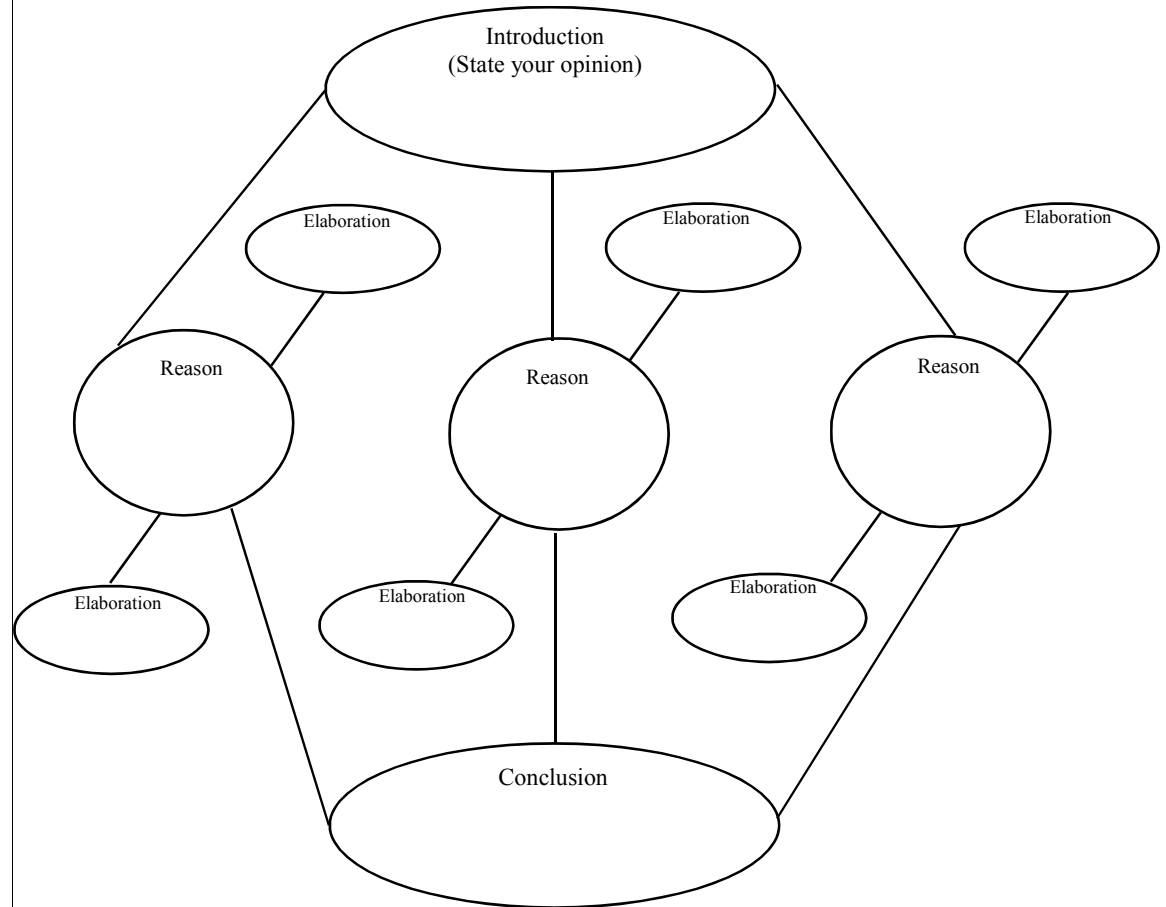 Introduction
(State your opinion)
Elaboration
Elaboration
Elaboration
Reason
Reason
Reason
Elaboration
Elaboration
Elaboration
Conclusion